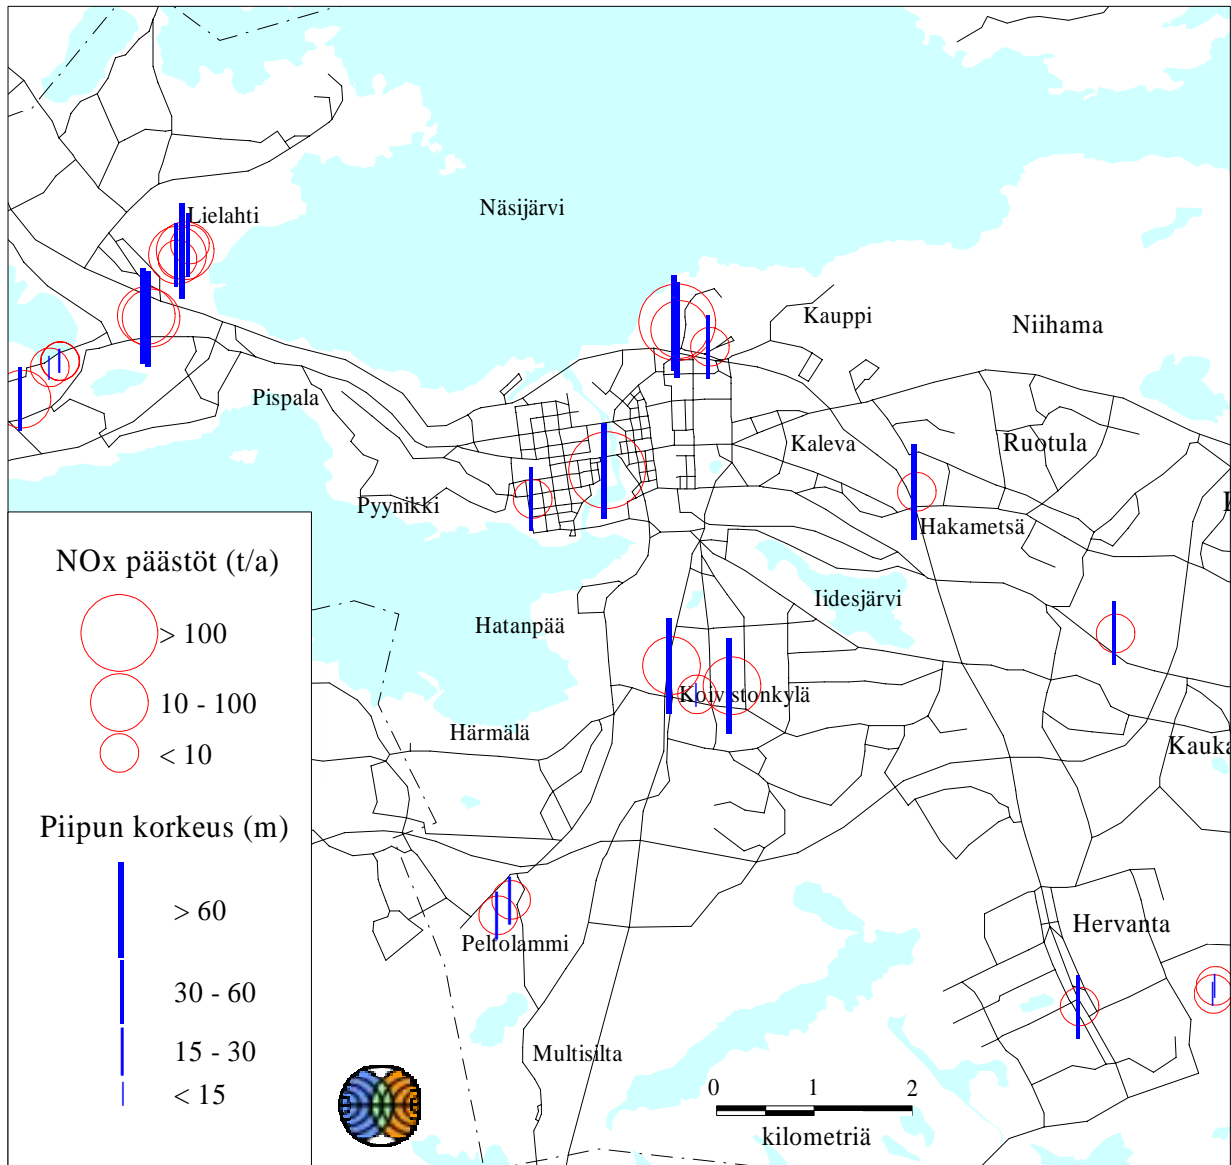 Näsijärvi
Lielahti
Kauppi
Niihama
Pispala
Kaleva
Ruotula
Pyynikki
Hakametsä
Iidesjärvi
Hatanpää
Koivistonkylä
Härmälä
Kauka
Peltolammi
Hervanta
Multisilta
NOx päästöt (t/a)
> 100
10 - 100
< 10
Piipun korkeus (m)
> 60
30 - 60
15 - 30
< 15
0 1 2
kilometriä